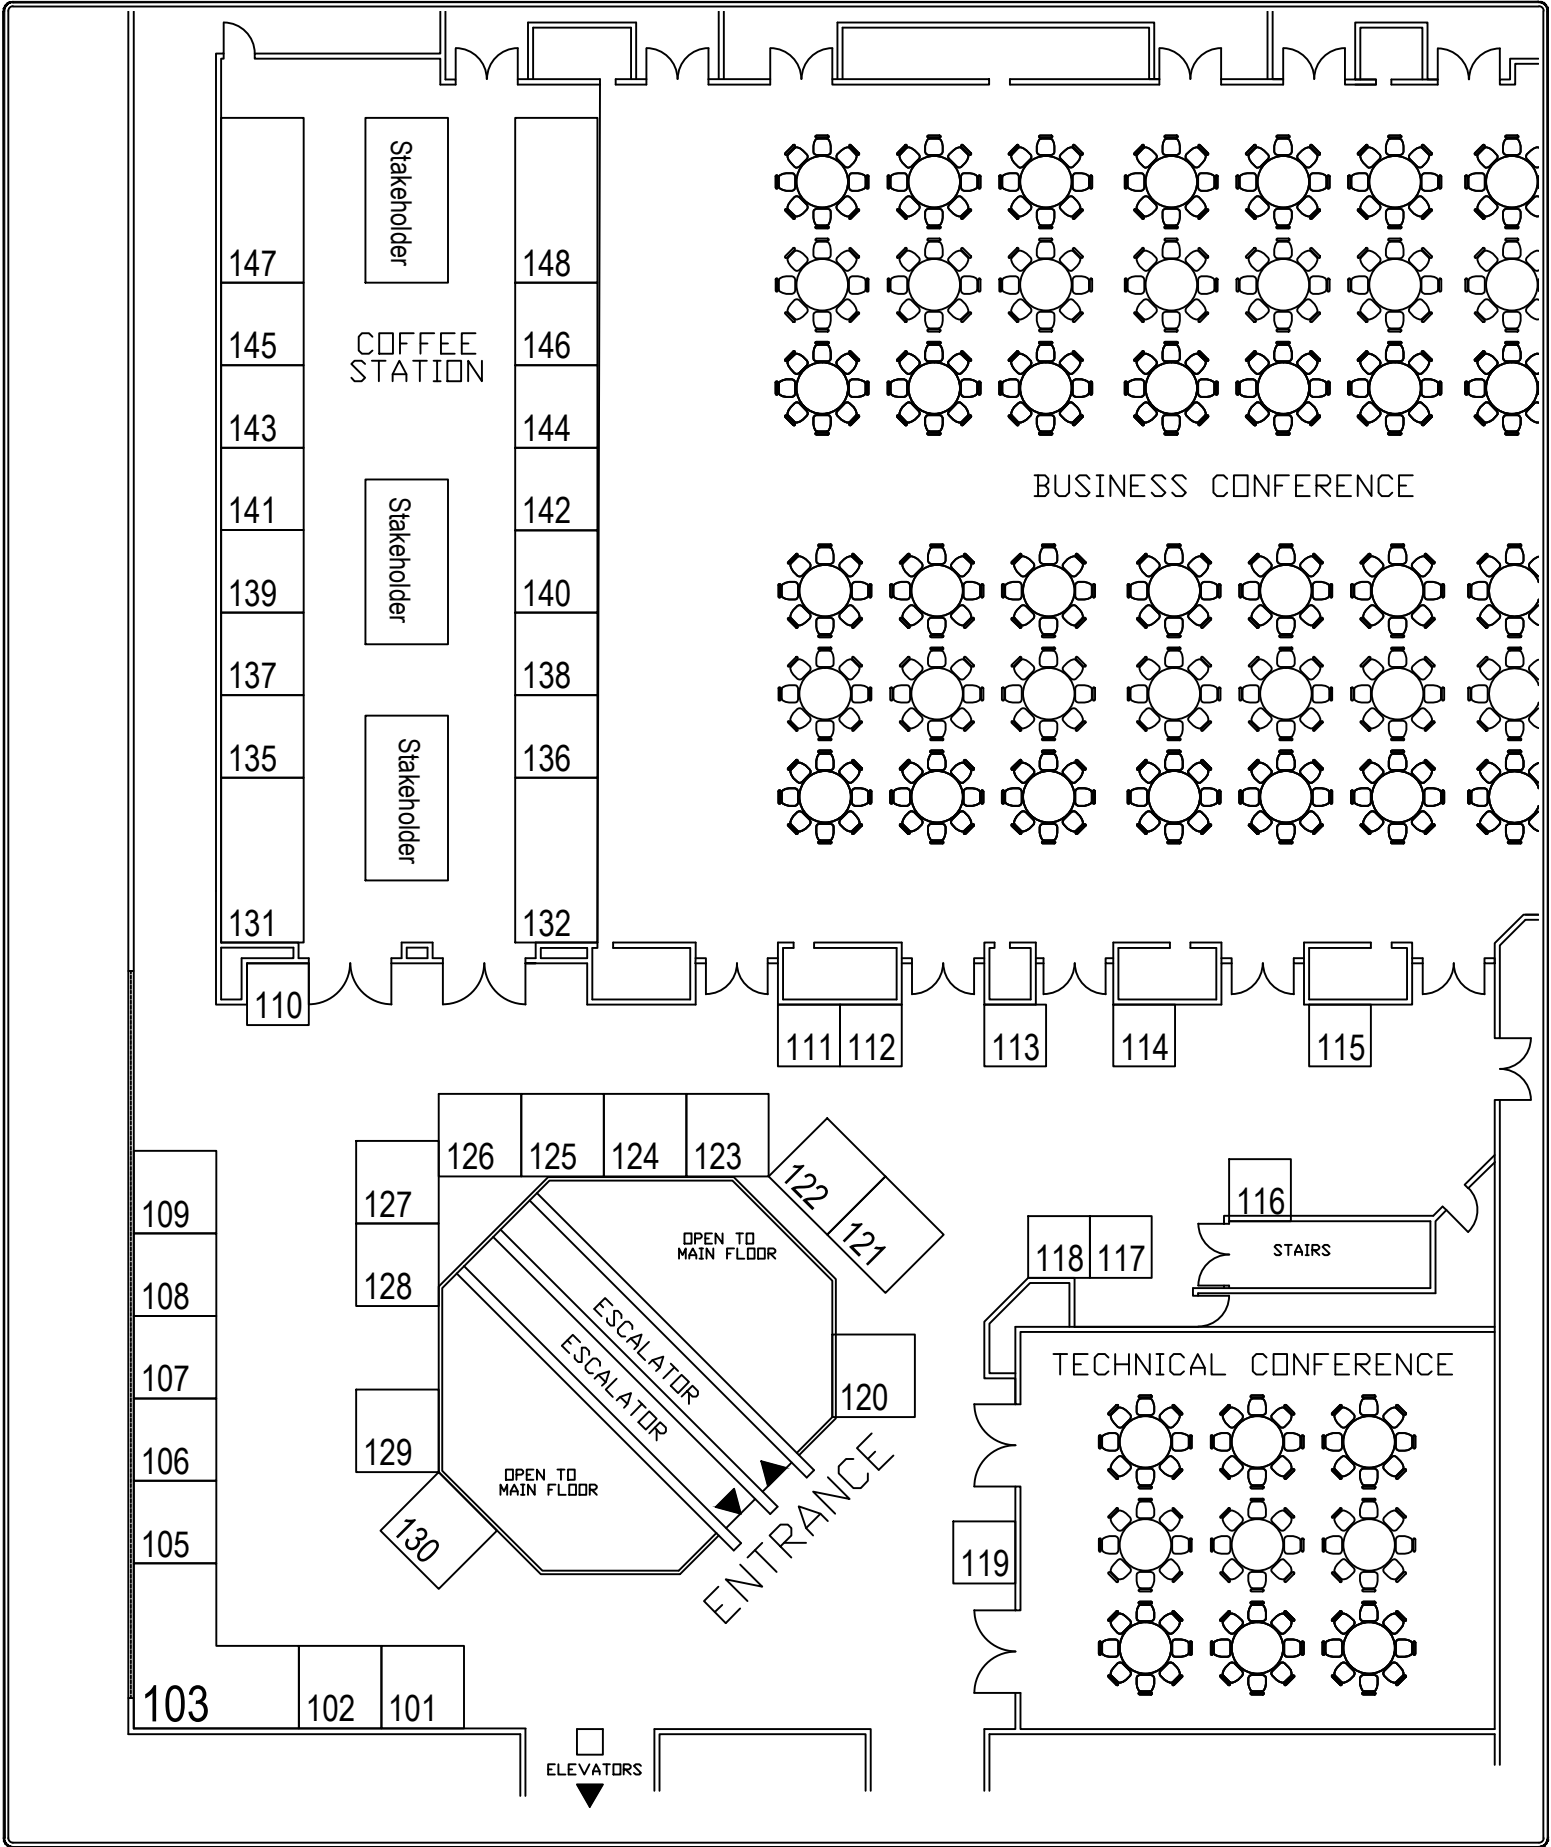 Stakeholder
147
148
145
COFFEE
STATION
146
143
144
BUSINESS CONFERENCE
141
Stakeholder
142
139
140
137
138
135
Stakeholder
136
131
132
110
111
112
113
114
115
126
125
124
123
122
121
127
128
109
108
107
106
105
116
118
117
STAIRS
OPEN TO
MAIN FLOOR
ESCALATOR
ESCALATOR
TECHNICAL CONFERENCE
120
129
OPEN TO
MAIN FLOOR
ENTRANCE
130
119
103
102
101
ELEVATORS